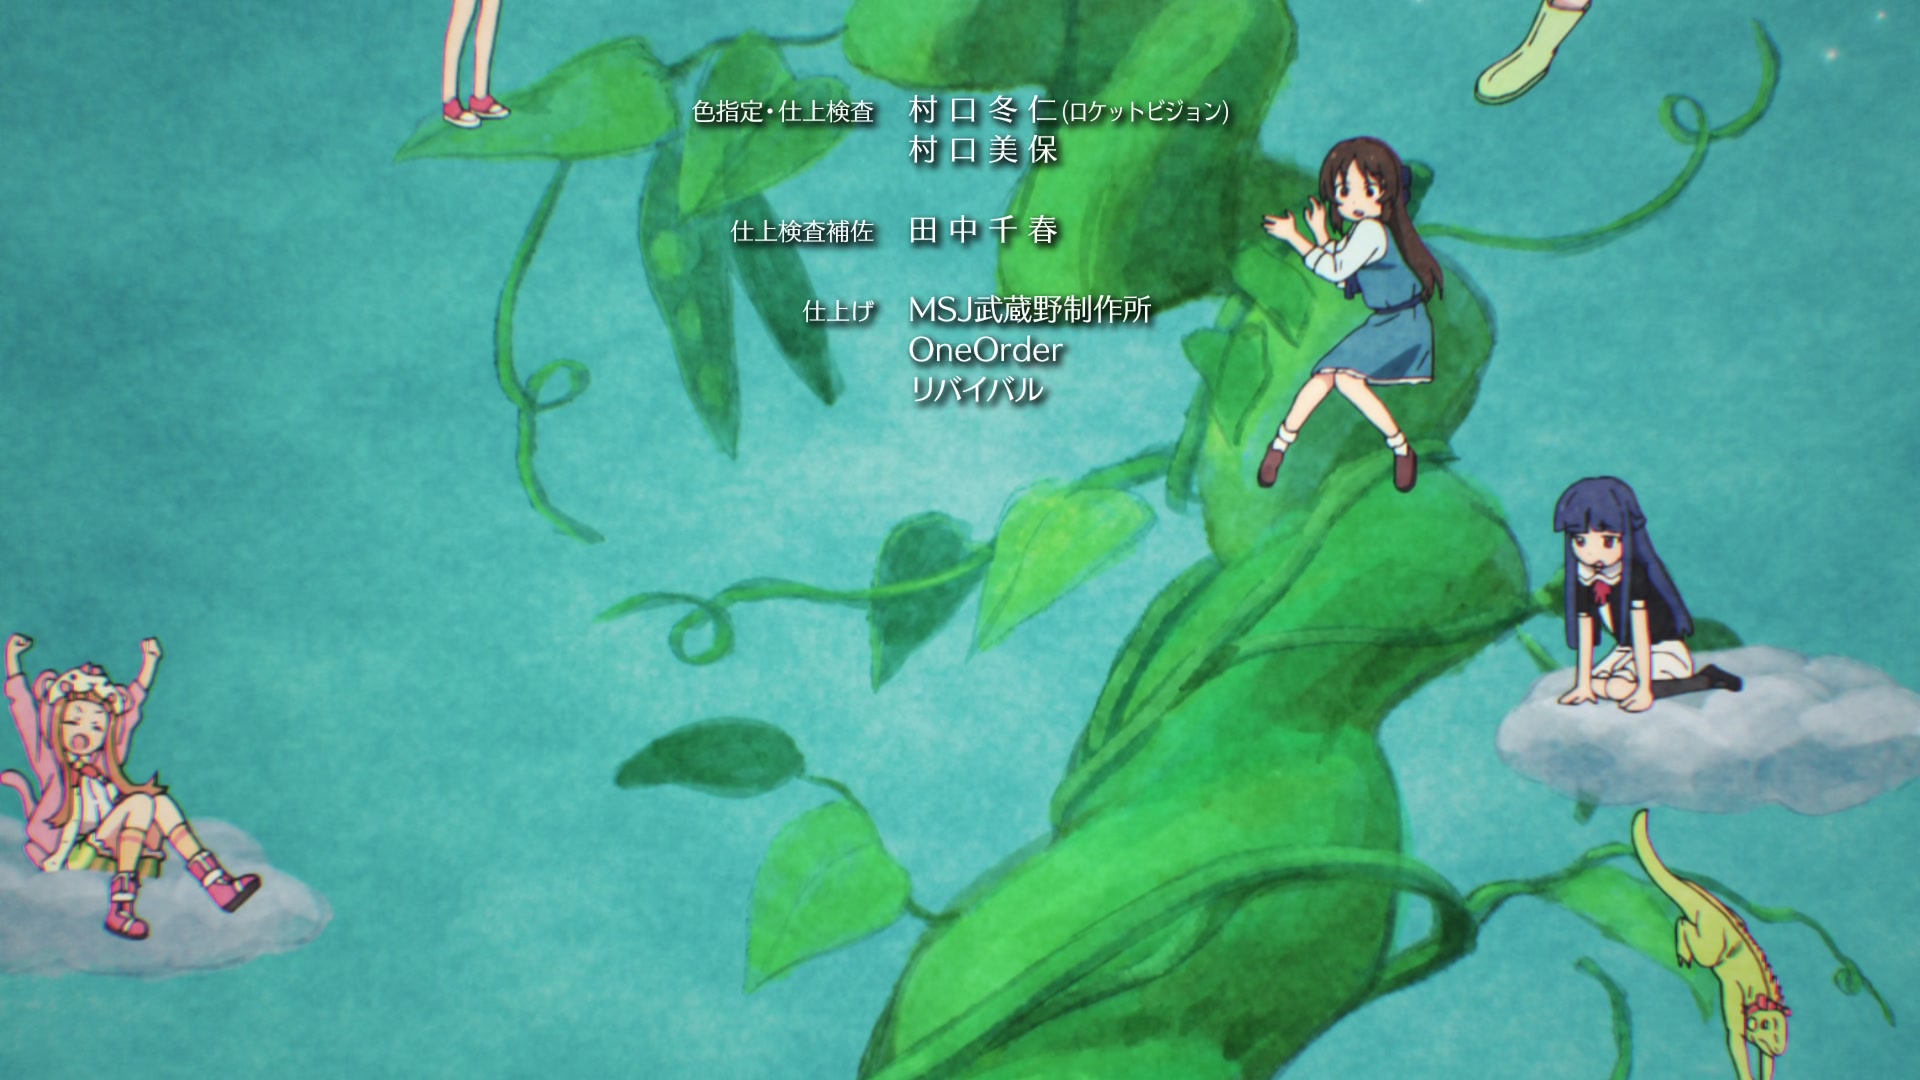 色指定・仕上検査 村口冬仁(ロケットビジョン)
村口美保
仕上検査補佐 田中千春
仕上げ MSJ武蔵野制作所
OneOrder
リバイバル